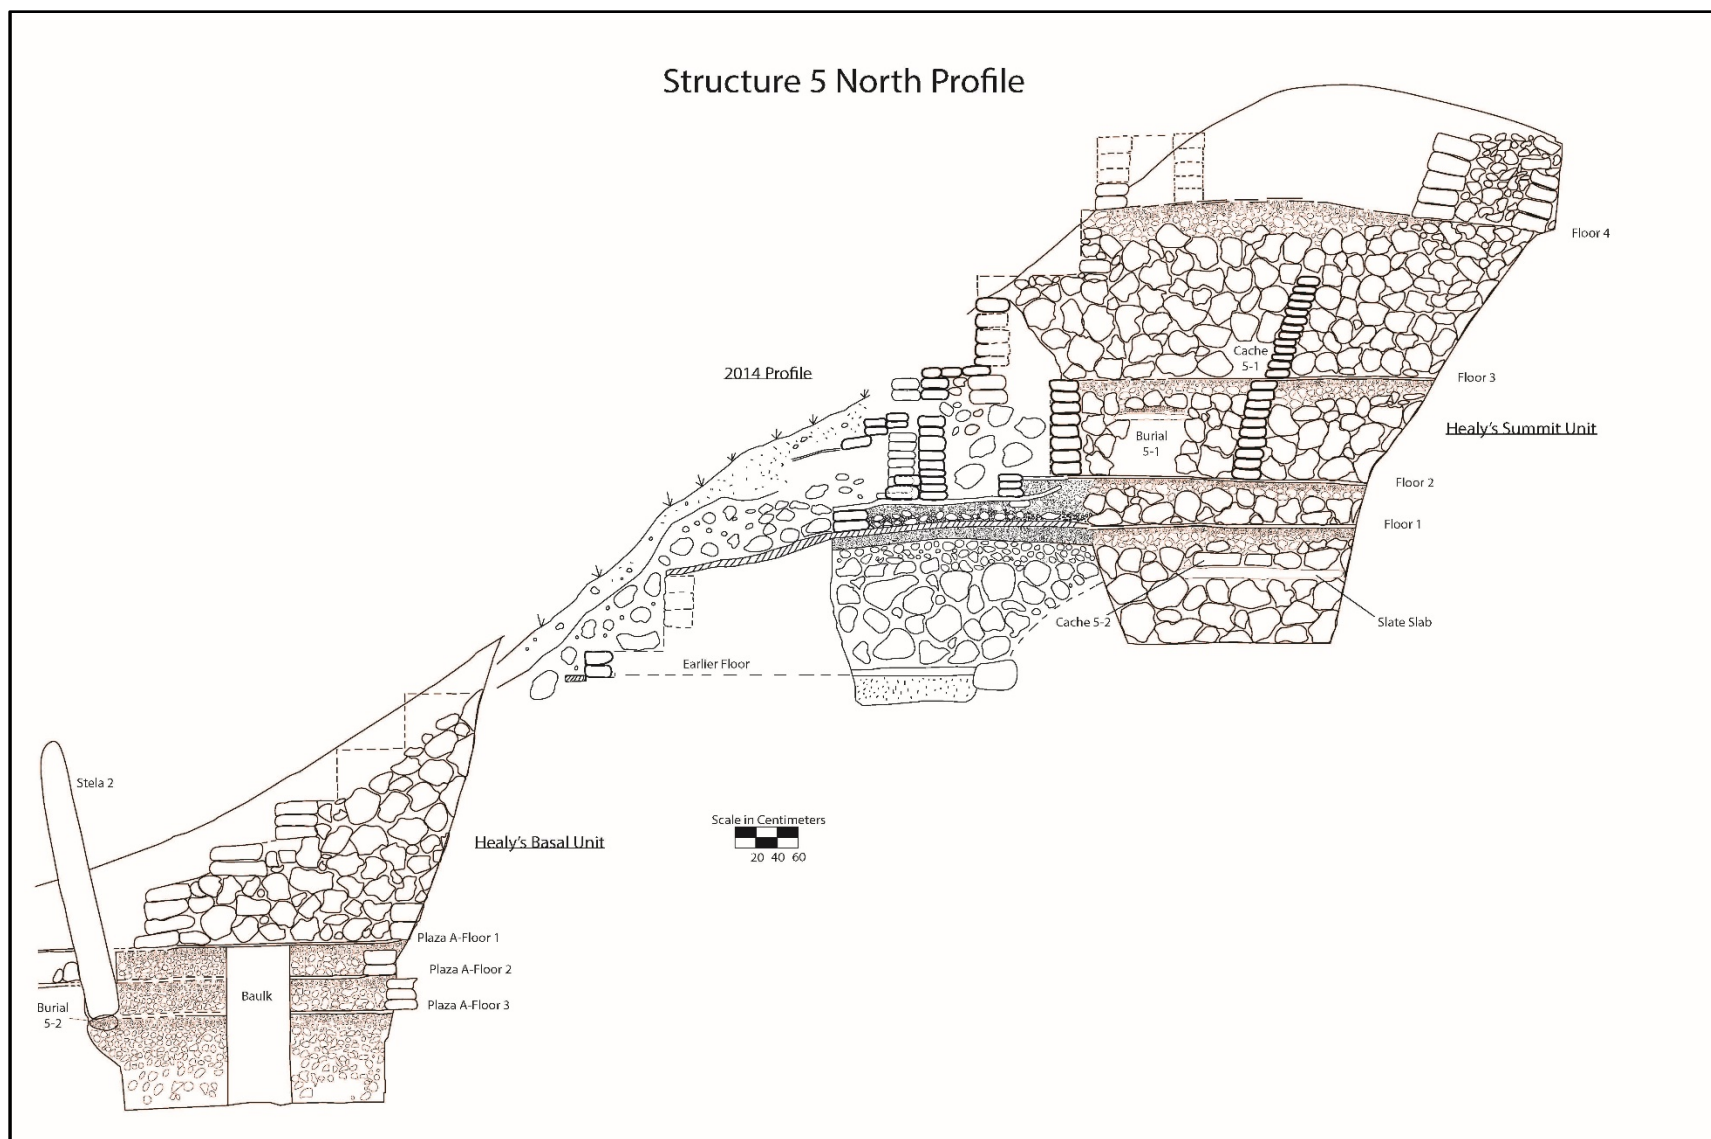 Structure 5 North Profile
Floor 4
Cache
5-1
2014 Profile
Floor 3
Healy's Summit Unit
Burial
5-1
Floor 2
Floor 1
Cache 5-2
Slate Slab
Earlier Floor
Stela 2
Scale in Centimeters
20 40 60
Healy's Basal Unit
Plaza A-Floor 1
Plaza A-Floor 2
Baulk
Plaza A-Floor 3
Burial
5-2